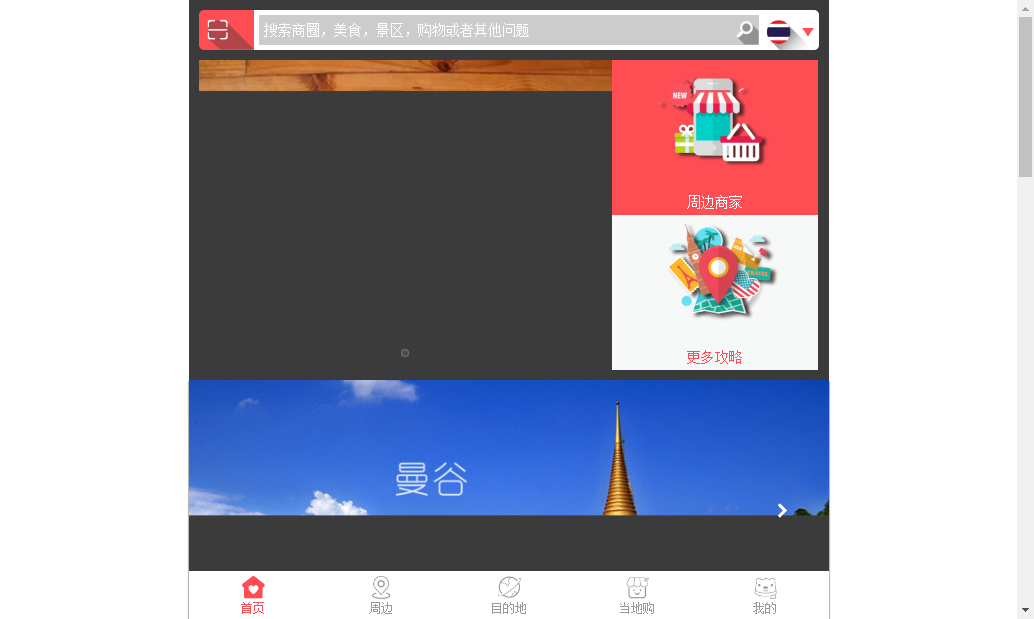 搜索商圈，美食，景区，购物或者其他问题
NEW
周边商家
更多攻略
曼谷
首页
周边
目的地
当地购
我的